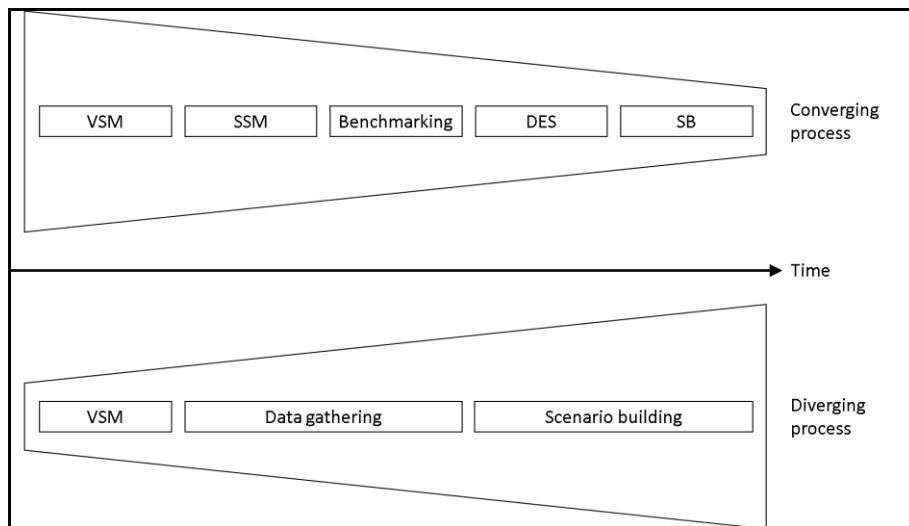 VSM
SSM
Benchmarking
DES
SB
Converging
process
Time
VSM
Data gathering
Scenario building
Diverging
process